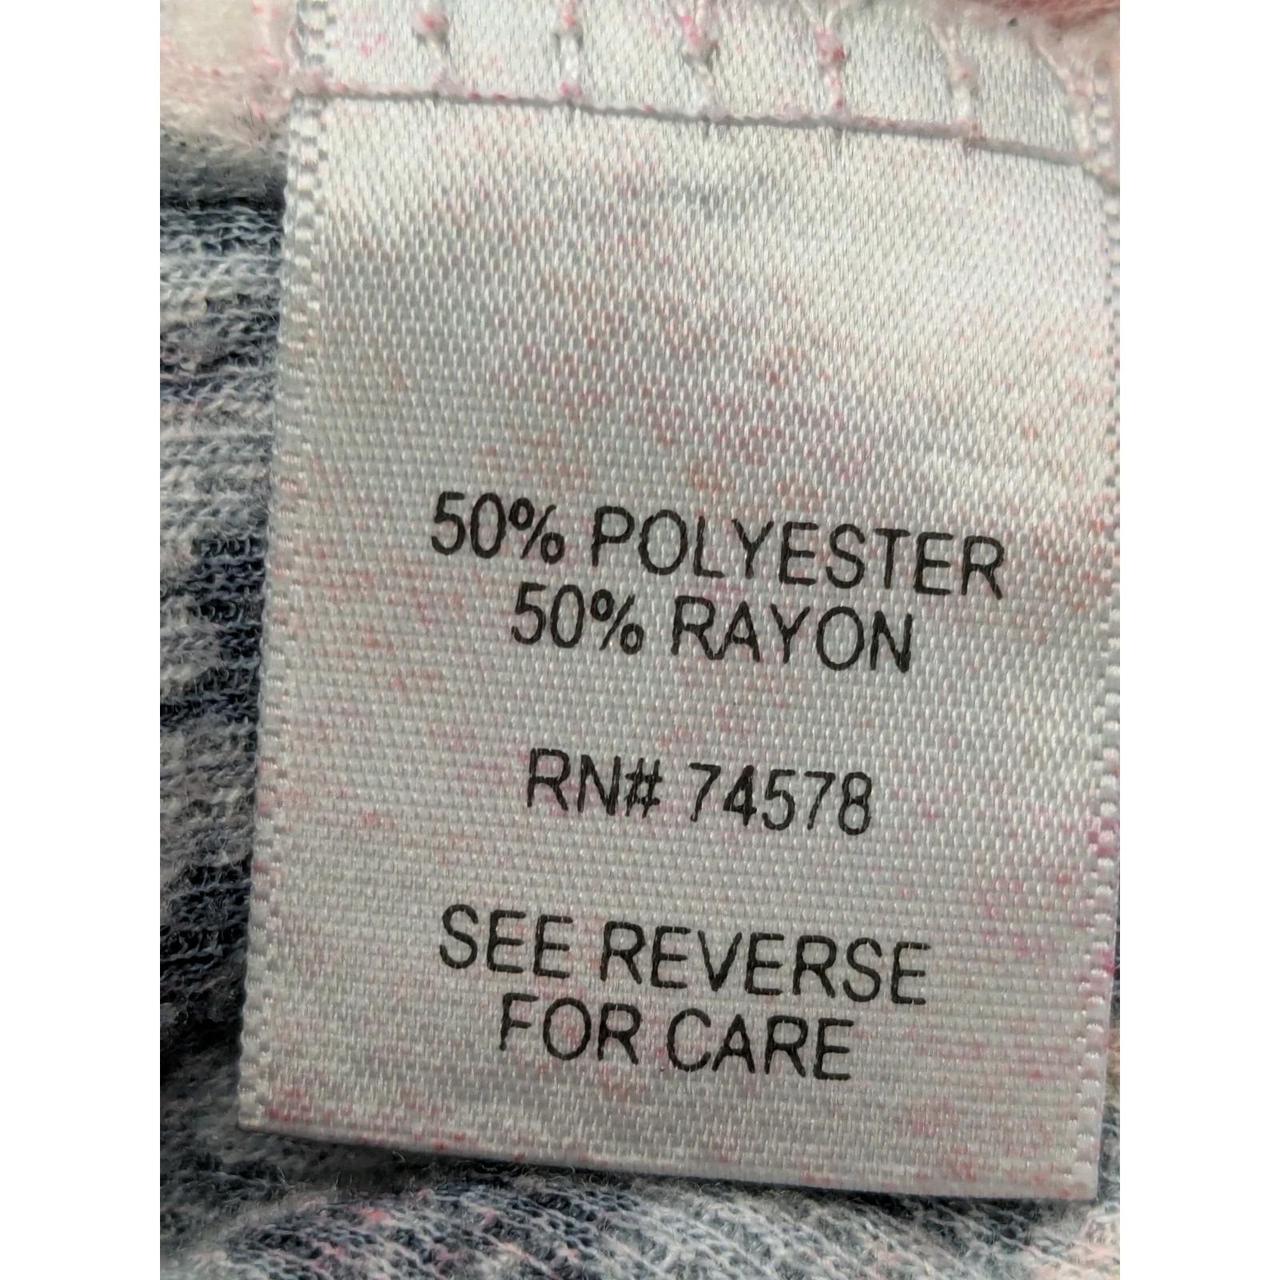 50% POLYESTER
50% RAYON
RN# 74578
SEE REVERSE
FOR CARE